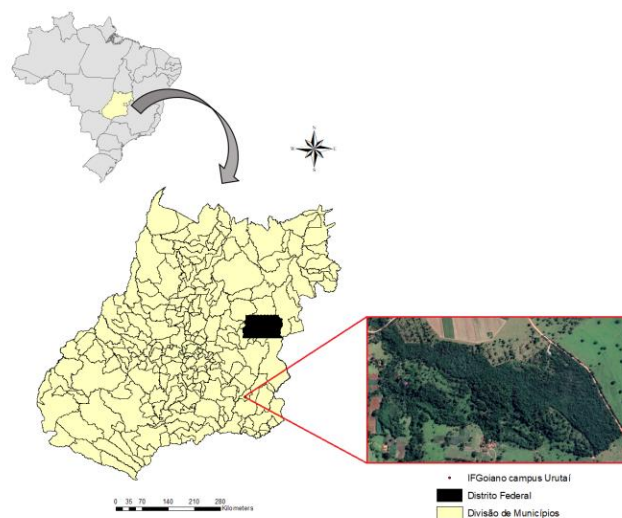 IFGoiano campus Urutaí
Distrito Federal
Divisão de Municípios
0 35 70 140 210 280
Kilometers